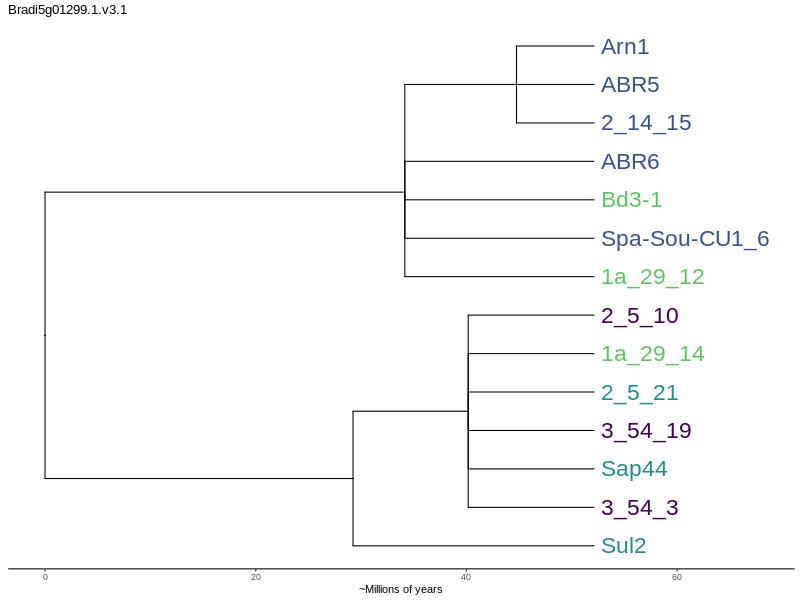 Bradi5g01299.1.v3.1
Arn1
ABR5
2_14_15
ABR6
Bd3-1
Spa-Sou-CU1_6
1a_29_12
2_5_10
1a_29_14
2_5_21
3_54_19
Sap44
3_54_3
Sul2
0 20 40 60
~Millions of years